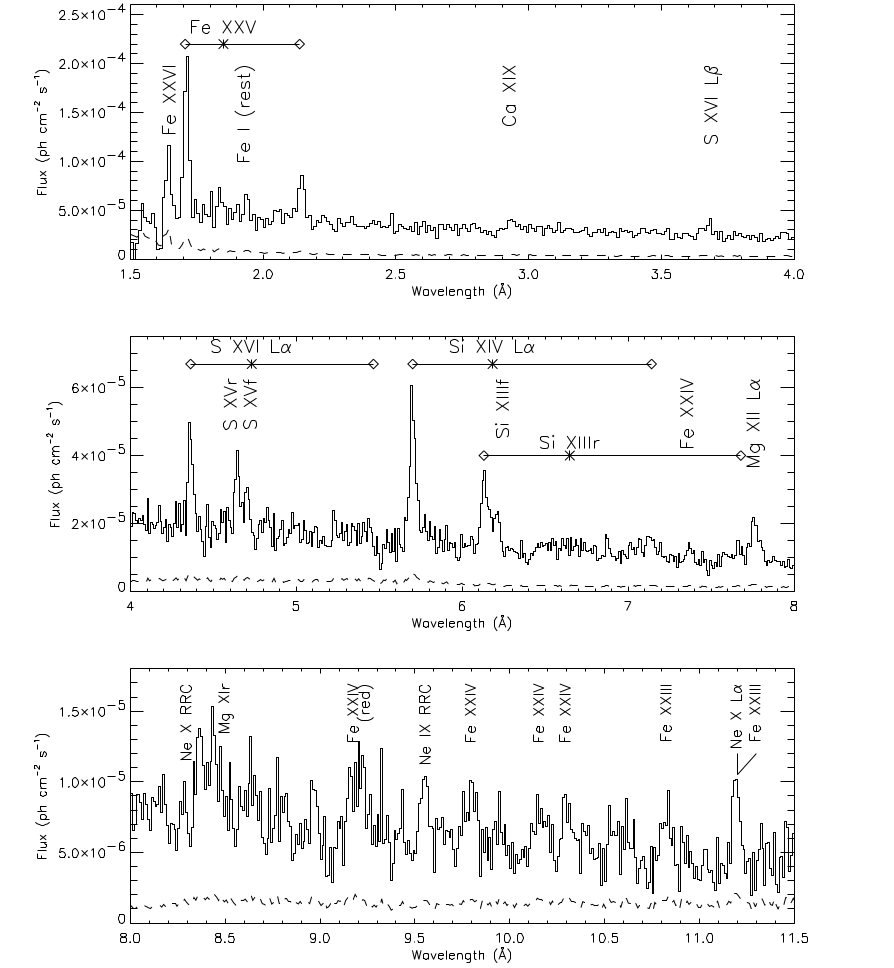 2.5×10⁻⁴
2.0×10⁻⁴
1.5×10⁻⁴
1.0×10⁻⁴
5.0×10⁻⁵
0
Flux (ph cm⁻² s⁻¹)
Fe XXV
Fe XXVI
Fe I (rest)
Ca XIX
S XVI Lβ
1.5 2.0 2.5 3.0 3.5 4.0
Wavelength (Å)
6×10⁻⁵
4×10⁻⁵
2×10⁻⁵
0
Flux (ph cm⁻² s⁻¹)
S XVI Lα
Si XIV Lα
S XVr
S XVf
Si XIIIf
Si XIIIr
Fe XXIV
Mg XII Lα
4 5 6 7 8
Wavelength (Å)
1.5×10⁻⁵
1.0×10⁻⁵
5.0×10⁻⁶
0
Flux (ph cm⁻² s⁻¹)
Ne X RRC
Mg XIr
Fe XXIV
(red)
Ne IX RRC
Fe XXIV
Fe XXIV
Fe XXIV
Fe XXIII
Ne X Lα
Fe XXIII
8.0 8.5 9.0 9.5 10.0 10.5 11.0 11.5
Wavelength (Å)